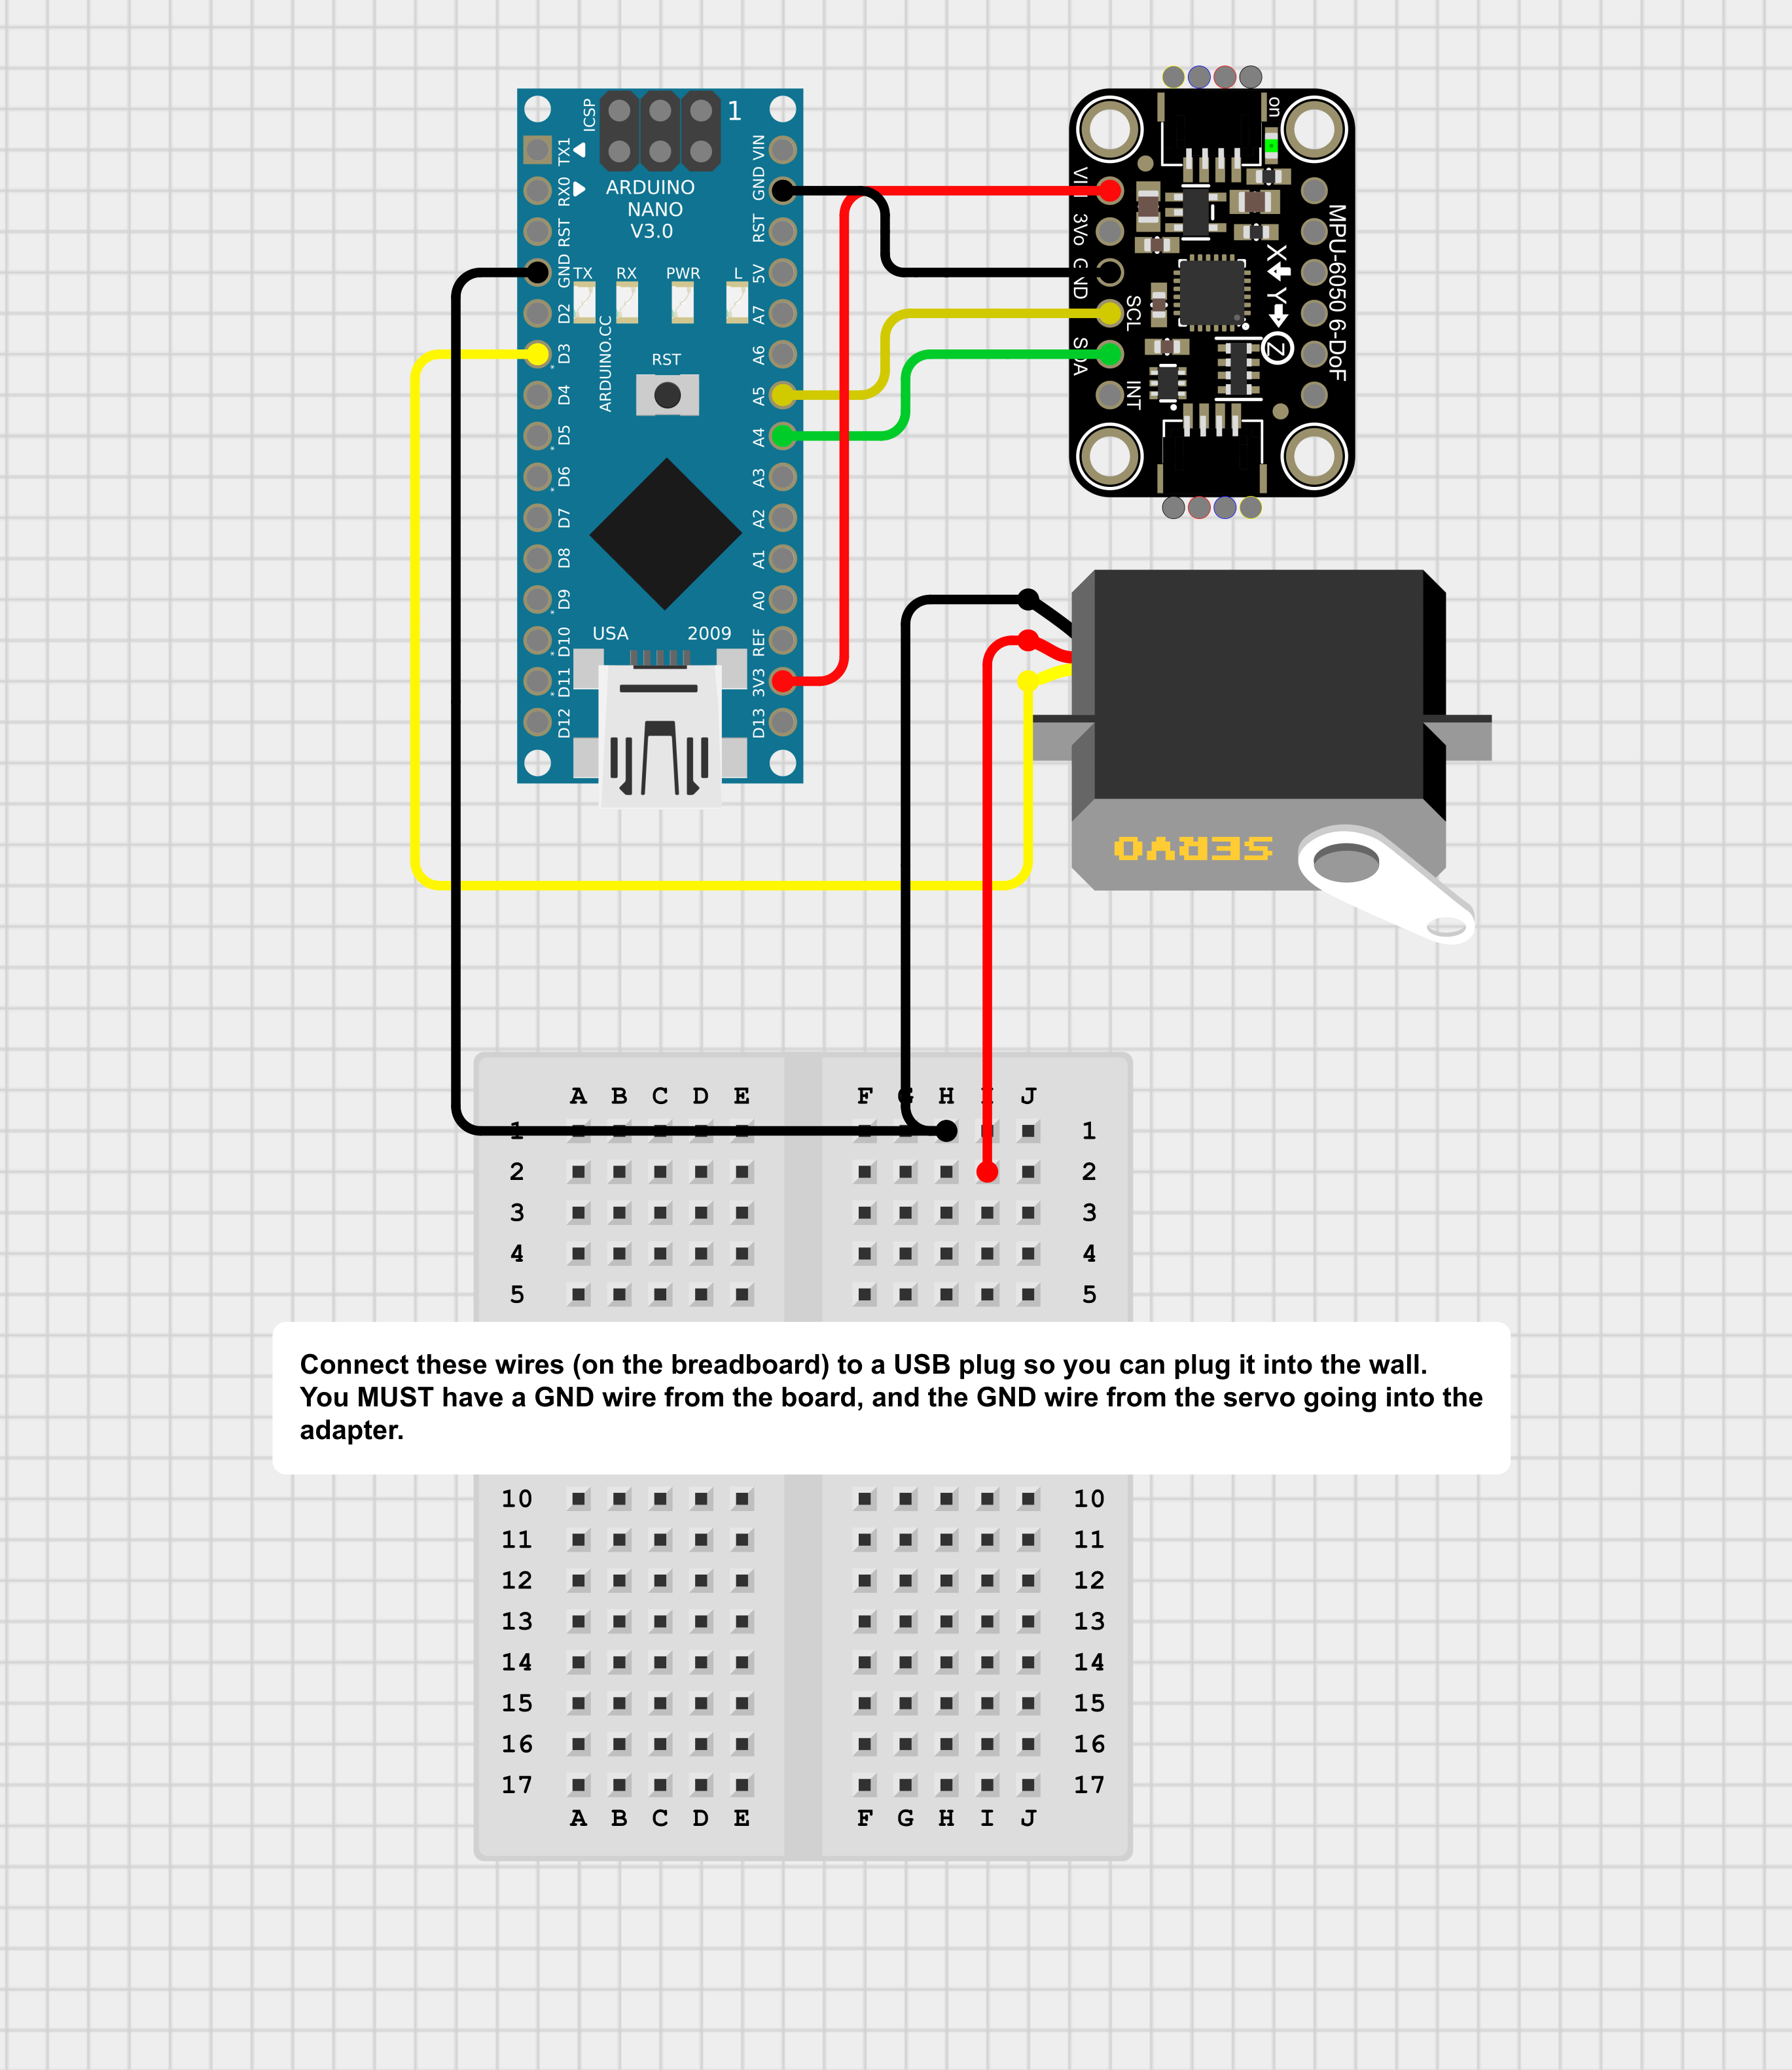 ICSP
1
TX1
RX0
RST
GND
D2
D3
D4
D5
D6
D7
D8
D9
D10
D11
D12
ARDUINO
NANO
V3.0
TX RX PWR L
ARDUINO.CC
RST
USA 2009
VIN
GND
RST
5V
A7
A6
A5
A4
A3
A2
A1
A0
REF
3V3
D13
on
3Vo
GND
SCL
SDA
INT
X
Y
Z
MPU-6050 6-DoF
SERVO
A B C D E F G H I J
1 1
2 2
3 3
4 4
5 5
Connect these wires (on the breadboard) to a USB plug so you can plug it into the wall.
You MUST have a GND wire from the board, and the GND wire from the servo going into the
adapter.
10 10
11 11
12 12
13 13
14 14
15 15
16 16
17 17
A B C D E F G H I J